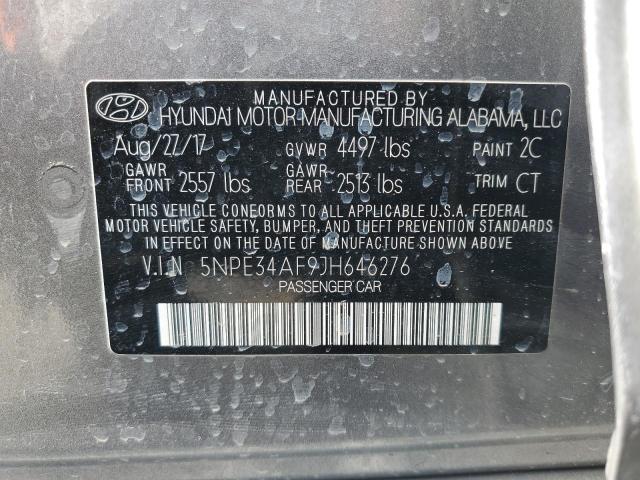 MANUFACTURED BY
HYUNDAI MOTOR MANUFACTURING ALABAMA, LLC
Aug/27/17 GVWR 4497 lbs PAINT 2C
GAWR FRONT 2557 lbs GAWR REAR 2513 lbs TRIM CT
THIS VEHICLE CONFORMS TO ALL APPLICABLE U.S.A. FEDERAL
MOTOR VEHICLE SAFETY, BUMPER, AND THEFT PREVENTION STANDARDS
IN EFFECT ON THE DATE OF MANUFACTURE SHOWN ABOVE
V.I.N 5NPE34AF9JH646276
PASSENGER CAR